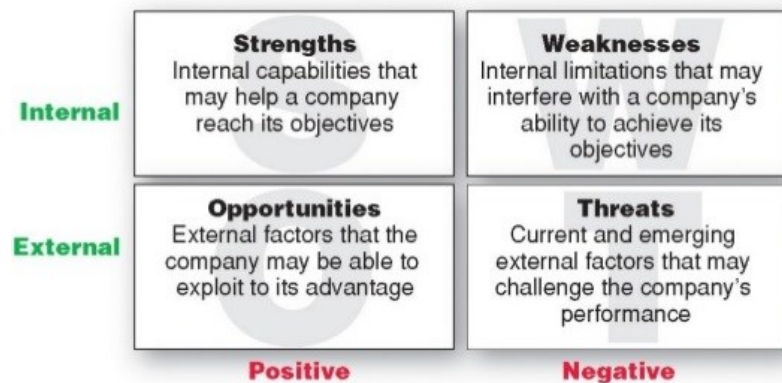 Strengths
Internal capabilities that
may help a company
reach its objectives
Weaknesses
Internal limitations that may
interfere with a company's
ability to achieve its
objectives
Internal
Opportunities
External factors that the
company may be able to
exploit to its advantage
Threats
Current and emerging
external factors that may
challenge the company's
performance
External
Positive
Negative
S
W
O
T